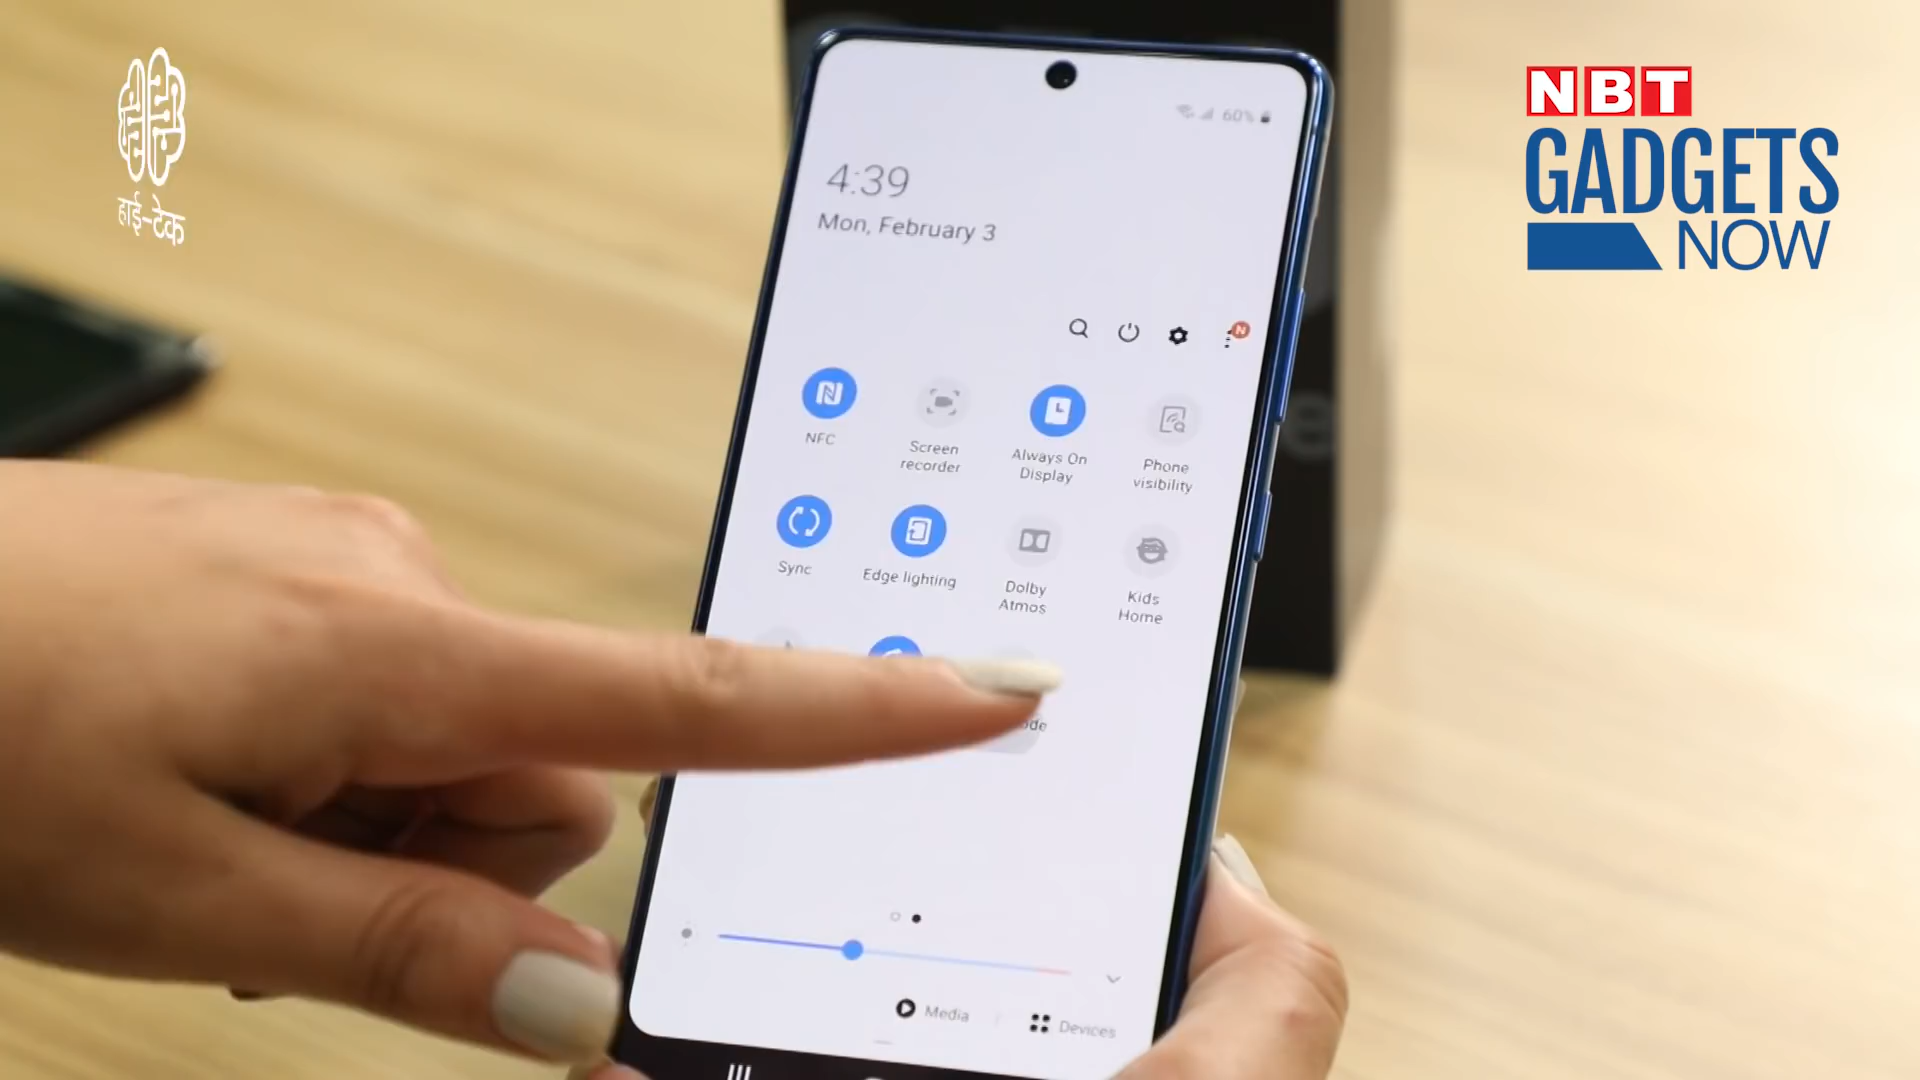 हाई-टेक
NBT
GADGETS
NOW
60%
4:39
Mon, February 3
N
NFC
Screen
recorder
Always On
Display
Phone
visibility
Sync
Edge lighting
Dolby
Atmos
Kids
Home
Media
Devices